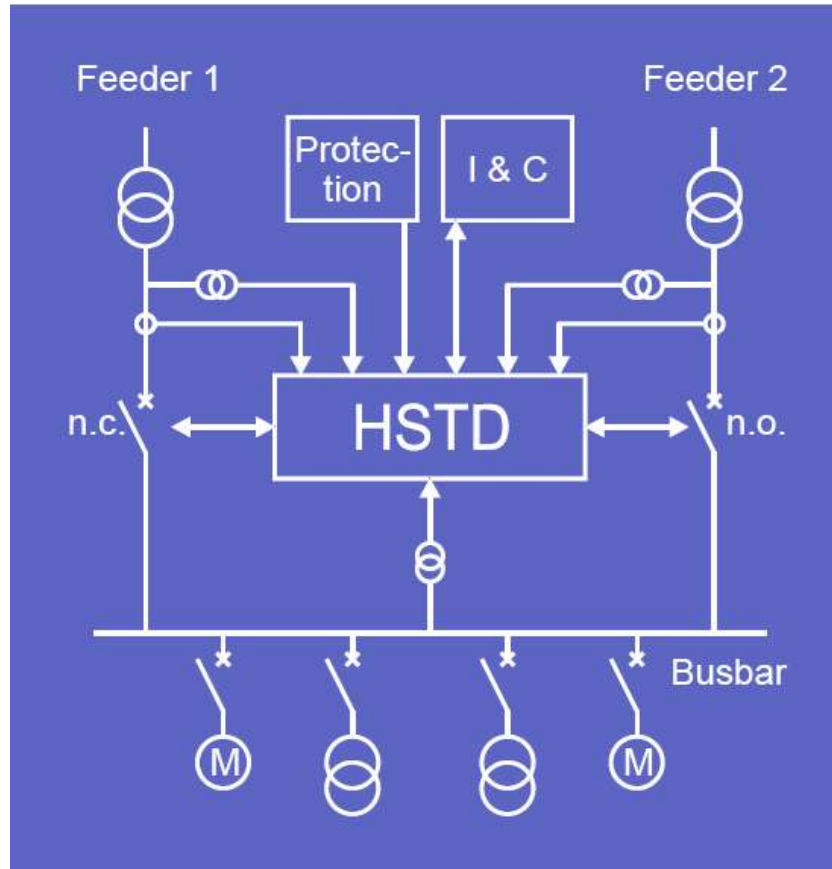 Feeder 1
Feeder 2
Protec-
tion
I & C
n.c.
HSTD
n.o.
Busbar
M
M